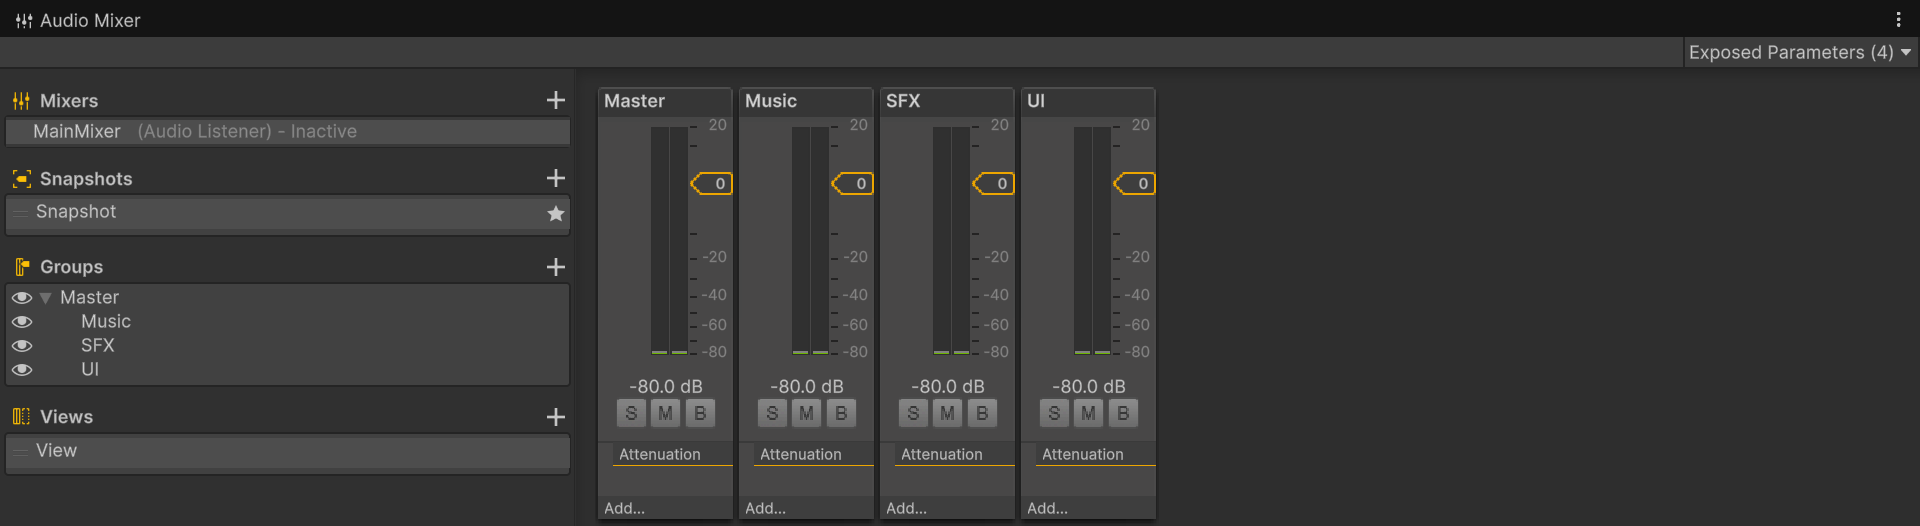 Audio Mixer
Exposed Parameters (4)
Mixers
MainMixer (Audio Listener) - Inactive
Snapshots
Snapshot
Groups
Master
Music
SFX
UI
Views
View
Master
20
0
-20
-40
-60
-80
-80.0 dB
S M B
Attenuation
Add...
Music
20
0
-20
-40
-60
-80
-80.0 dB
S M B
Attenuation
Add...
SFX
20
0
-20
-40
-60
-80
-80.0 dB
S M B
Attenuation
Add...
UI
20
0
-20
-40
-60
-80
-80.0 dB
S M B
Attenuation
Add...